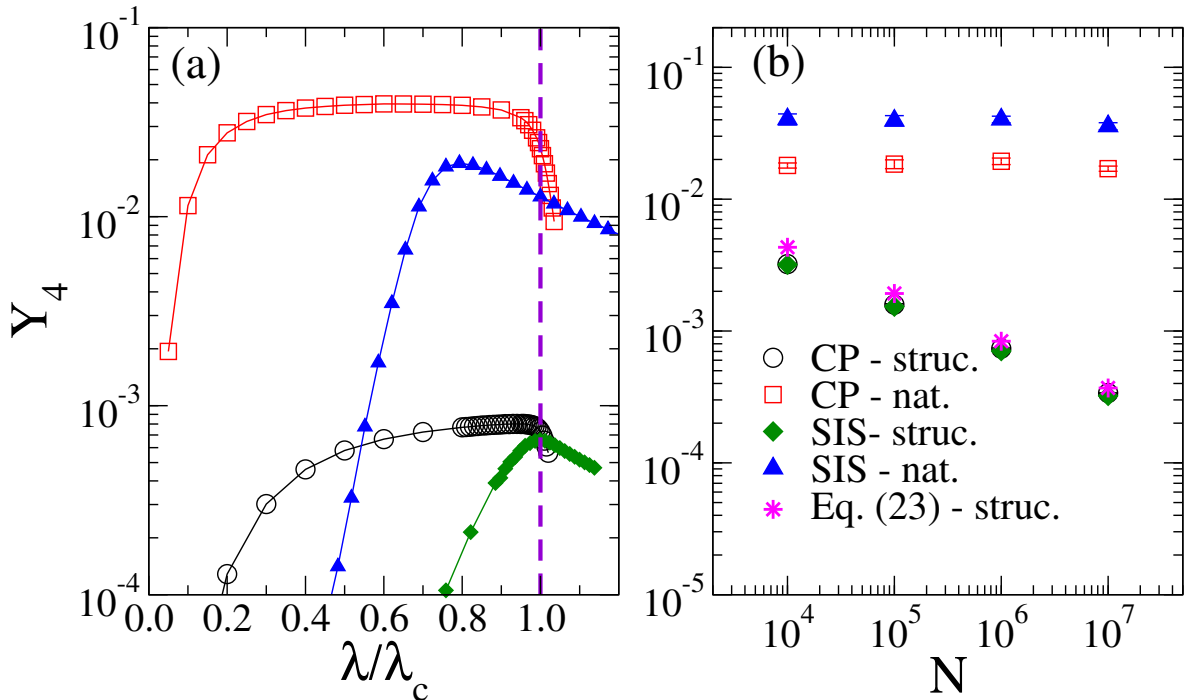 10^-1
(a)
10^-2
Y_4
10^-3
10^-4
0.0 0.2 0.4 0.6 0.8 1.0
λ/λ_c
10^-1
(b)
10^-2
10^-3
10^-4
10^-5
CP - struc.
CP - nat.
SIS- struc.
SIS - nat.
Eq. (23) - struc.
10^4 10^5 10^6 10^7
N